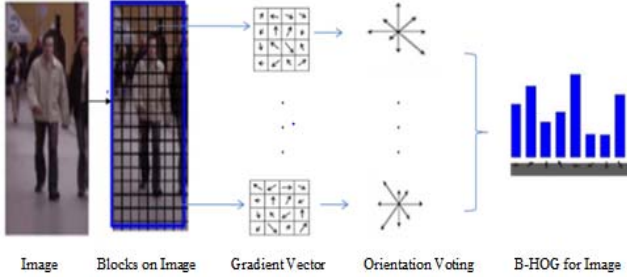 Image
Blocks on Image
Gradient Vector
Orientation Voting
B-HOG for Image